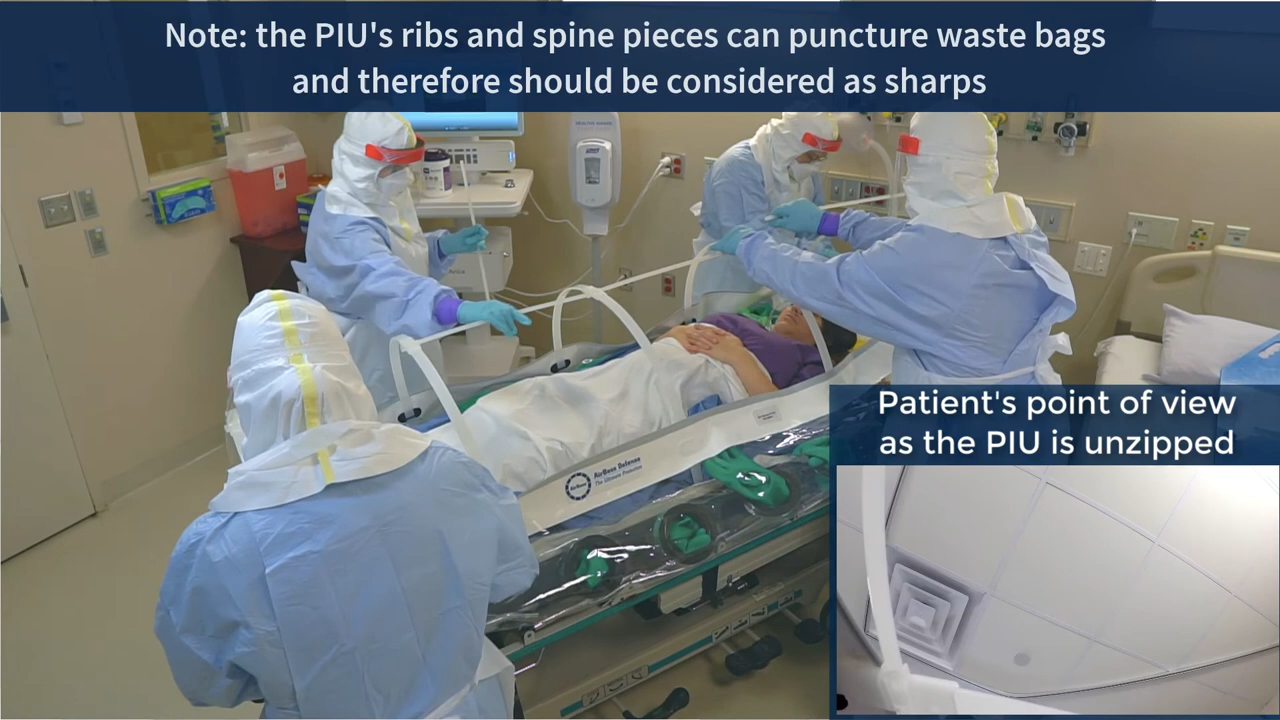 Note: the PIU's ribs and spine pieces can puncture waste bags
and therefore should be considered as sharps
Patient's point of view
as the PIU is unzipped
AirBoss Defense
The Ultimate Protection
AirBoss